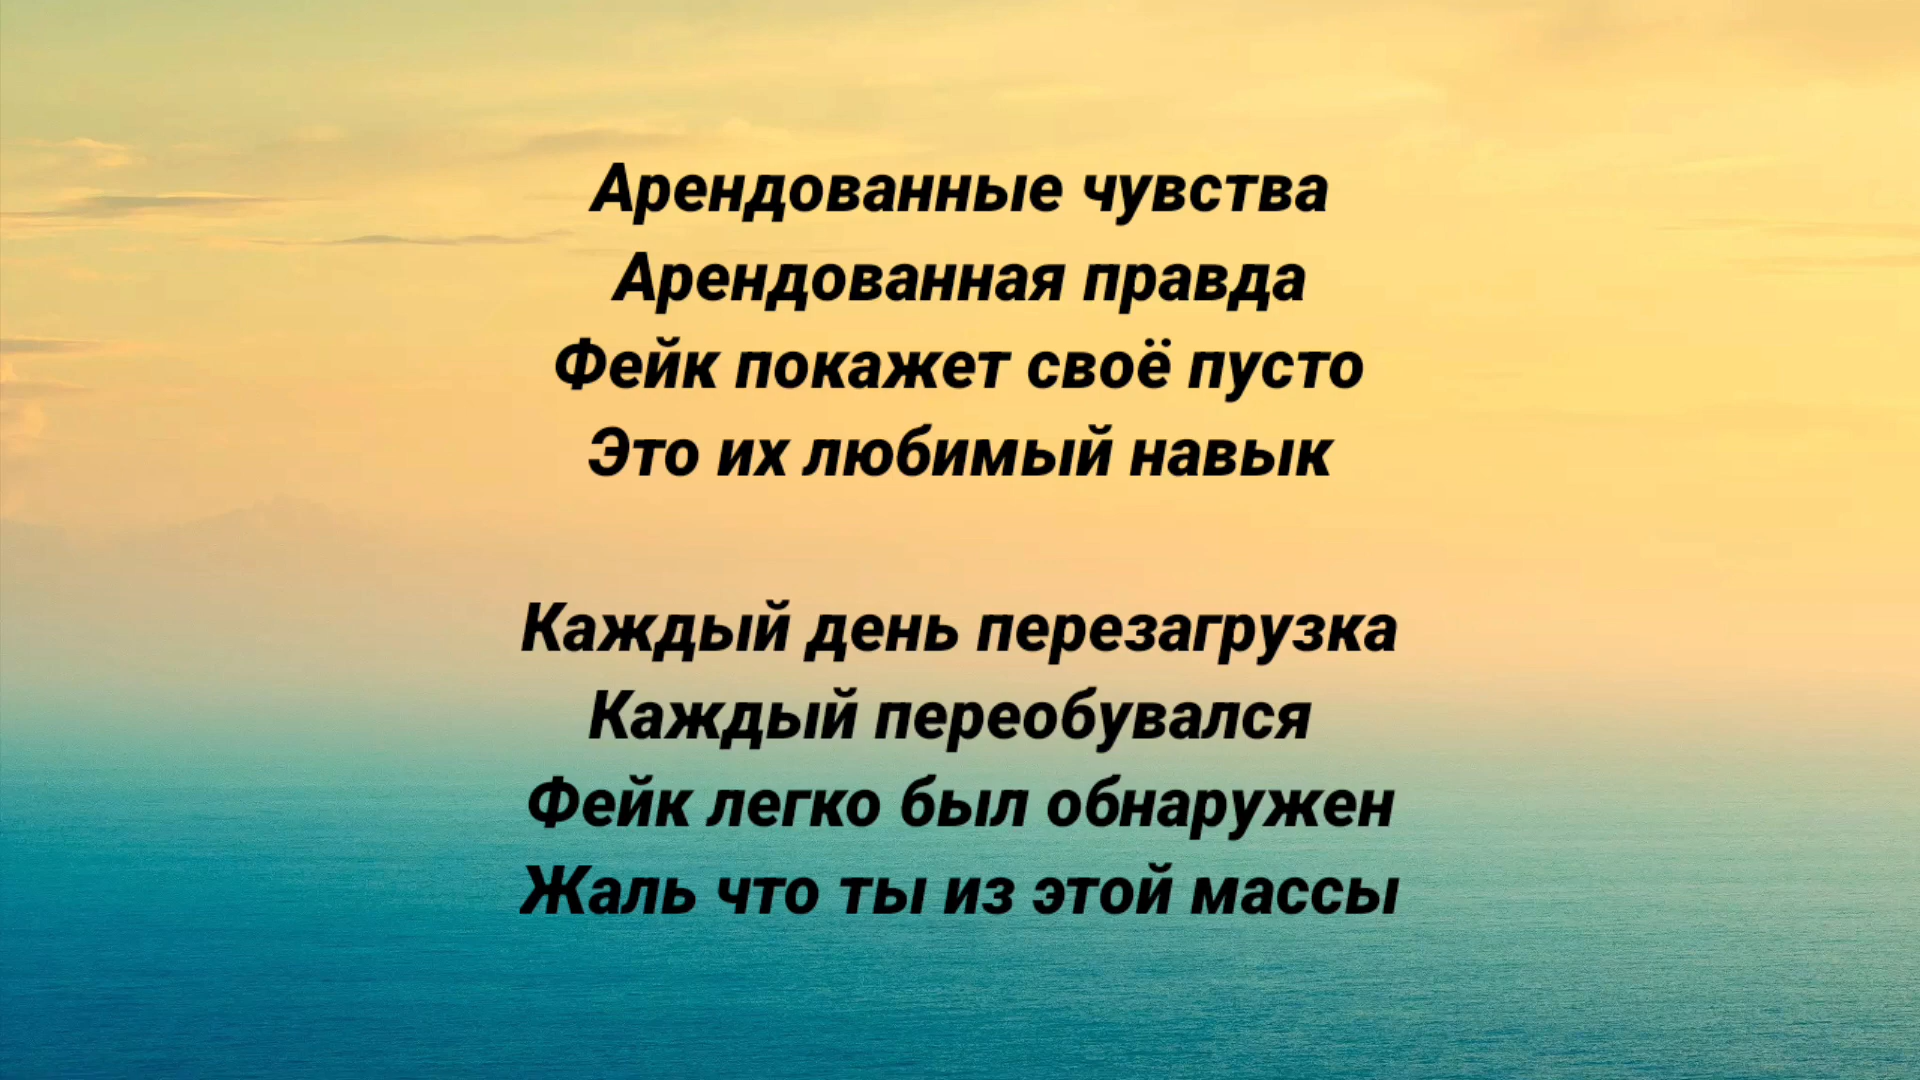 Арендованные чувства
Арендованная правда
Фейк покажет своё пусто
Это их любимый навык
Каждый день перезагрузка
Каждый переобувался
Фейк легко был обнаружен
Жаль что ты из этой массы